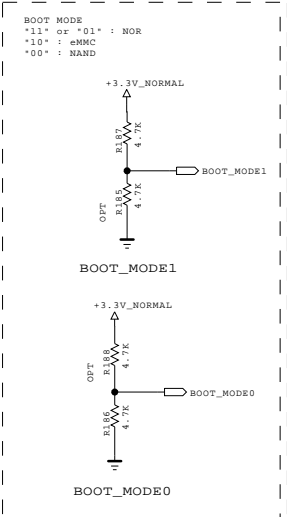 BOOT MODE
"11" or "01" : NOR
"10" : eMMC
"00" : NAND
+3.3V_NORMAL
R187
4.7K
BOOT_MODE1
OPT
R185
4.7K
BOOT_MODE1
+3.3V_NORMAL
OPT
R188
4.7K
BOOT_MODE0
R186
4.7K
BOOT_MODE0